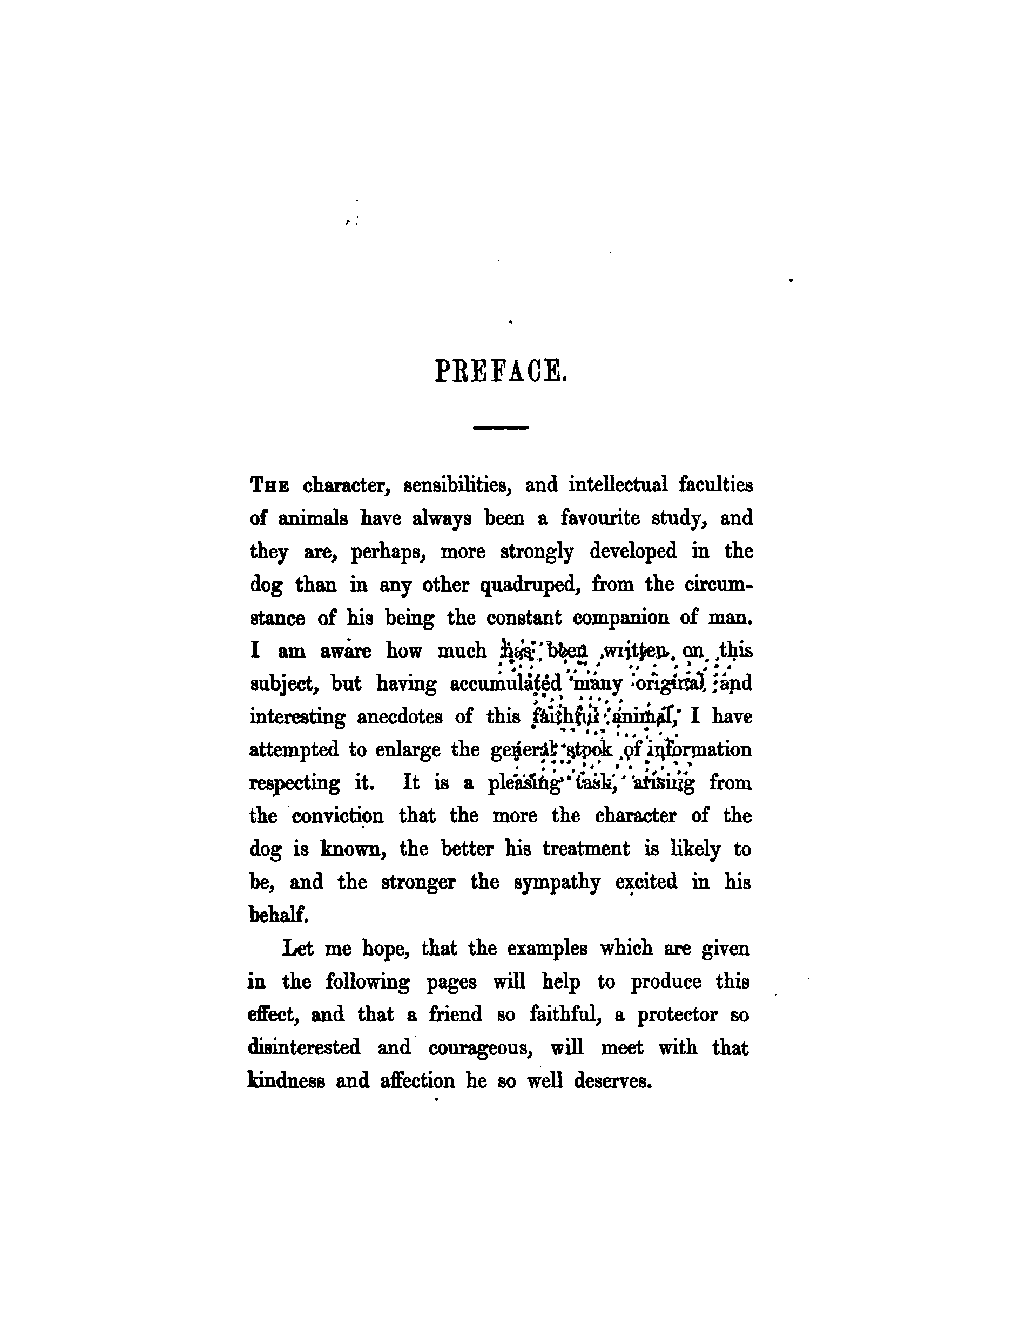 PREFACE.
THE character, sensibilities, and intellectual faculties
of animals have always been a favourite study, and
they are, perhaps, more strongly developed in the
dog than in any other quadruped, from the circum-
stance of his being the constant companion of man.
I am aware how much has been written on this
subject, but having accumulated many original and
interesting anecdotes of this faithful animal, I have
attempted to enlarge the general stock of information
respecting it. It is a pleasing task, arising from
the conviction that the more the character of the
dog is known, the better his treatment is likely to
be, and the stronger the sympathy excited in his
behalf.
Let me hope, that the examples which are given
in the following pages will help to produce this
effect, and that a friend so faithful, a protector so
disinterested and courageous, will meet with that
kindness and affection he so well deserves.